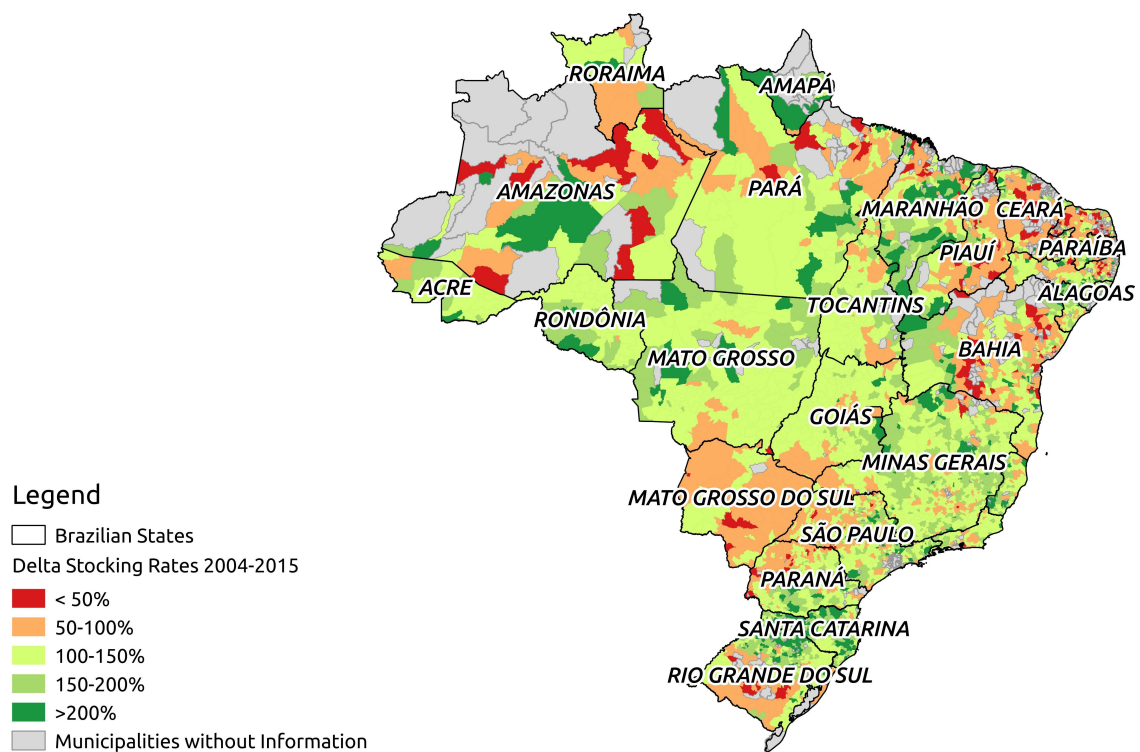 RORAIMA
AMAPÁ
AMAZONAS
PARÁ
MARANHÃO
CEARÁ
PIAUÍ
PARAÍBA
ACRE
RONDÔNIA
TOCANTINS
ALAGOAS
MATO GROSSO
BAHIA
GOIÁS
MINAS GERAIS
MATO GROSSO DO SUL
SÃO PAULO
PARANÁ
SANTA CATARINA
RIO GRANDE DO SUL
Legend
Brazilian States
Delta Stocking Rates 2004-2015
< 50%
50-100%
100-150%
150-200%
>200%
Municipalities without Information